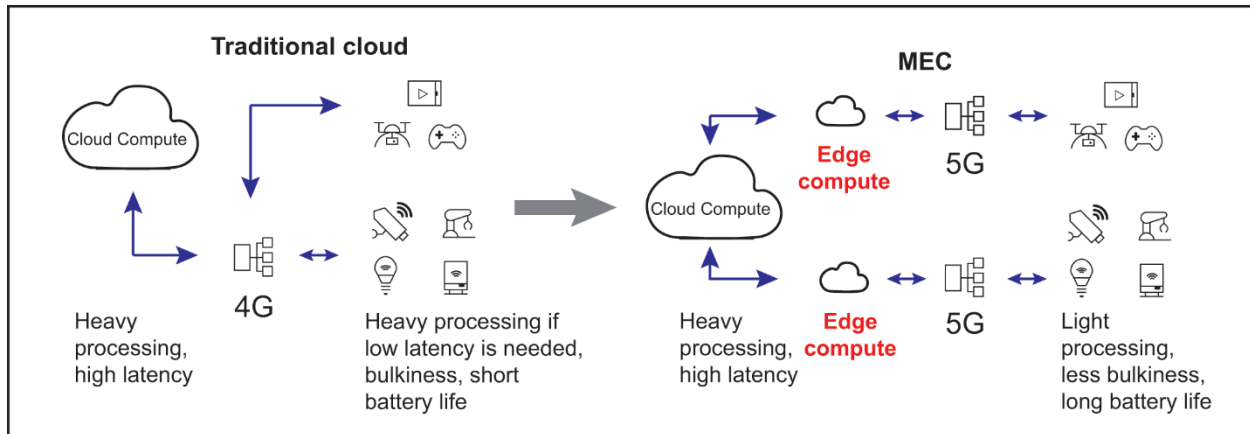 Traditional cloud
Cloud Compute
4G
Heavy
processing,
high latency
Heavy processing if
low latency is needed,
bulkiness, short
battery life
MEC
Cloud Compute
Edge
compute
5G
Edge
compute
5G
Heavy
processing,
high latency
Light
processing,
less bulkiness,
long battery life